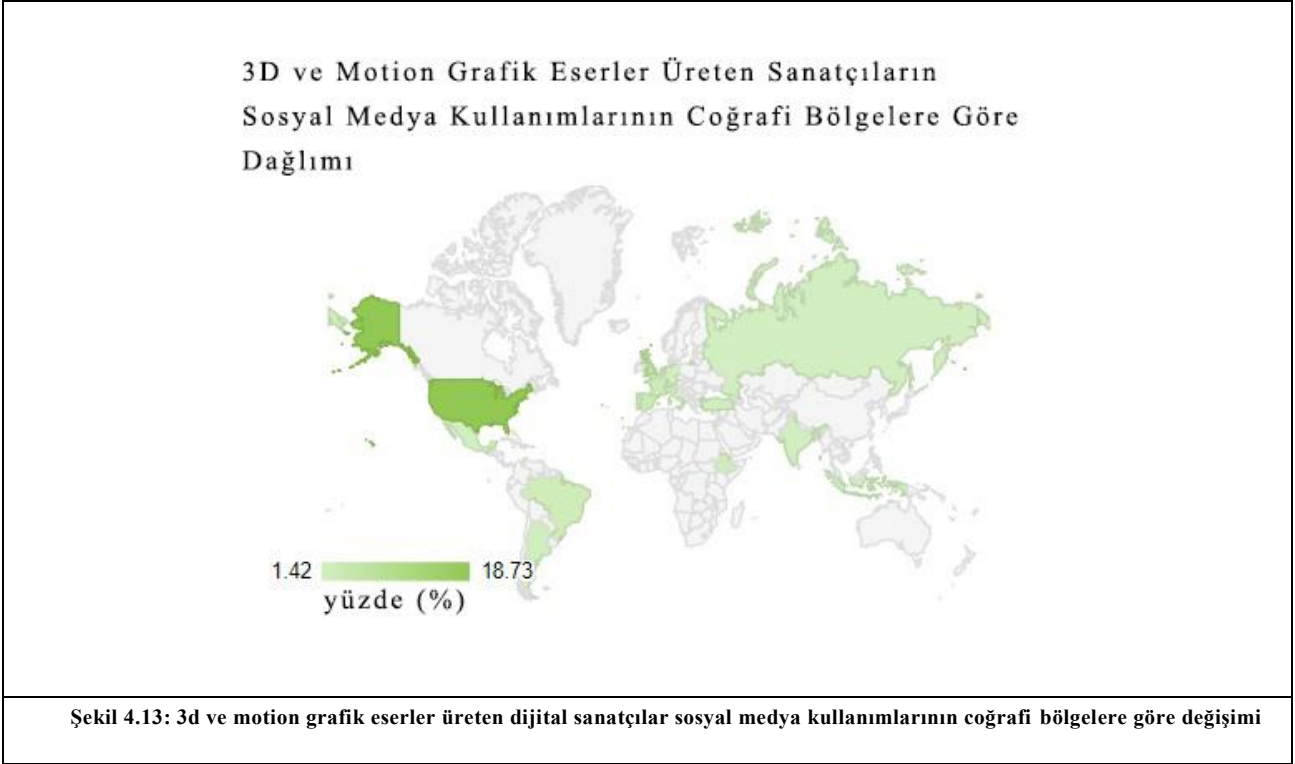 3D ve Motion Grafik Eserler Üreten Sanatçıların
Sosyal Medya Kullanımlarının Coğrafi Bölgelere Göre
Dağlımı
1.42 18.73
yüzde (%)
Şekil 4.13: 3d ve motion grafik eserler üreten dijital sanatçılar sosyal medya kullanımlarının coğrafi bölgelere göre değişimi